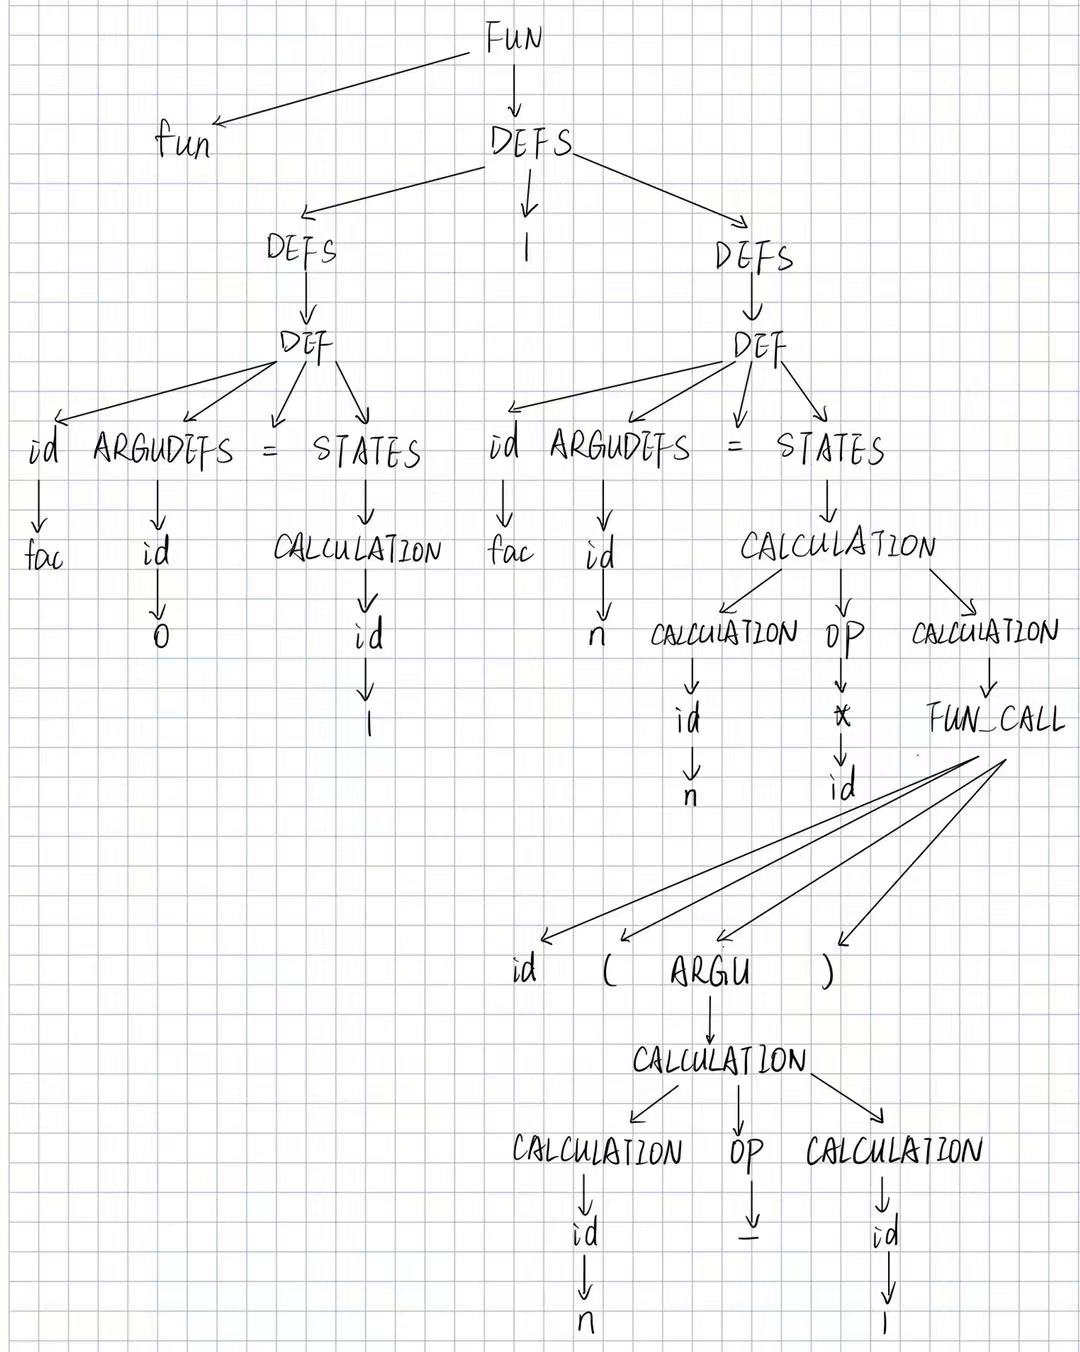 FUN
fun DEFS
DEFS | DEFS
DEF DEF
id ARGUDEFS = STATES id ARGUDEFS = STATES
fac id CALCULATION fac id CALCULATION
0 id n CALCULATION OP CALCULATION
1 id * FUN_CALL
n id
id ( ARGU )
CALCULATION
CALCULATION OP CALCULATION
id - id
n 1